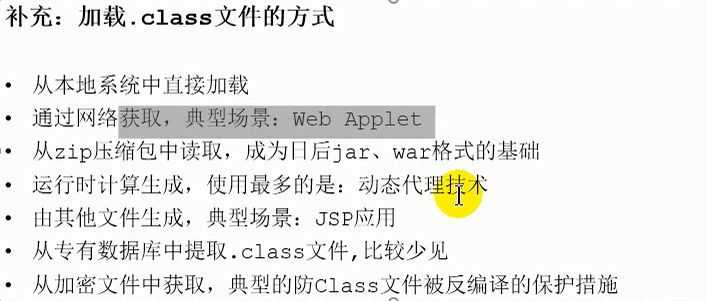 补充：加载.class文件的方式
• 从本地系统中直接加载
• 通过网络获取，典型场景：Web Applet
• 从zip压缩包中读取，成为日后jar、war格式的基础
• 运行时计算生成，使用最多的是：动态代理技术
• 由其他文件生成，典型场景：JSP应用
• 从专有数据库中提取.class文件,比较少见
• 从加密文件中获取，典型的防Class文件被反编译的保护措施